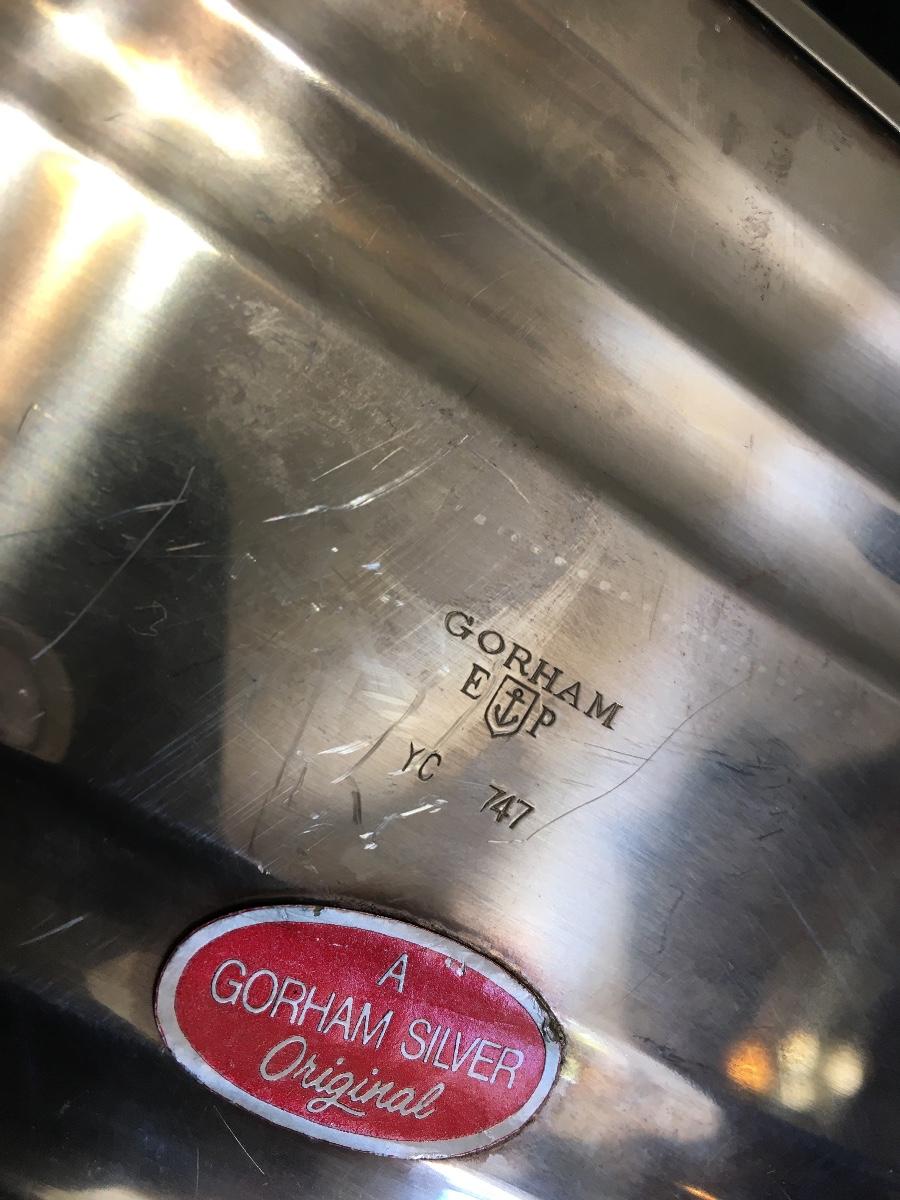 GORHAM
E P
YC 747
A
GORHAM SILVER
Original